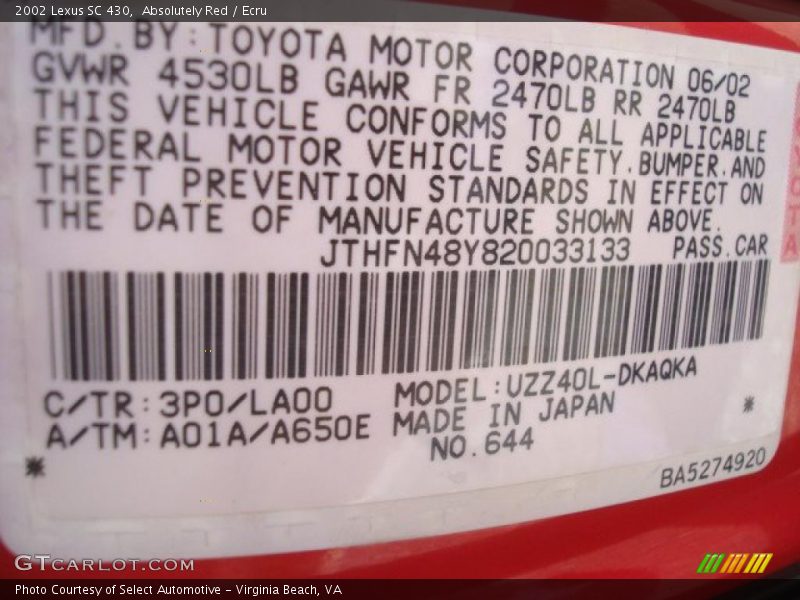 2002 Lexus SC 430, Absolutely Red / Ecru
MFD.BY:TOYOTA MOTOR CORPORATION 06/02
GVWR 4530LB GAWR FR 2470LB RR 2470LB
THIS VEHICLE CONFORMS TO ALL APPLICABLE
FEDERAL MOTOR VEHICLE SAFETY.BUMPER.AND
THEFT PREVENTION STANDARDS IN EFFECT ON
THE DATE OF MANUFACTURE SHOWN ABOVE.
JTHFN48Y820033133 PASS.CAR
C/TR:3P0/LA00 MODEL:UZZ40L-DKAQKA
A/TM:A01A/A650E MADE IN JAPAN *
* NO.644
BA5274920
GTCARLOT.COM
Photo Courtesy of Select Automotive - Virginia Beach, VA